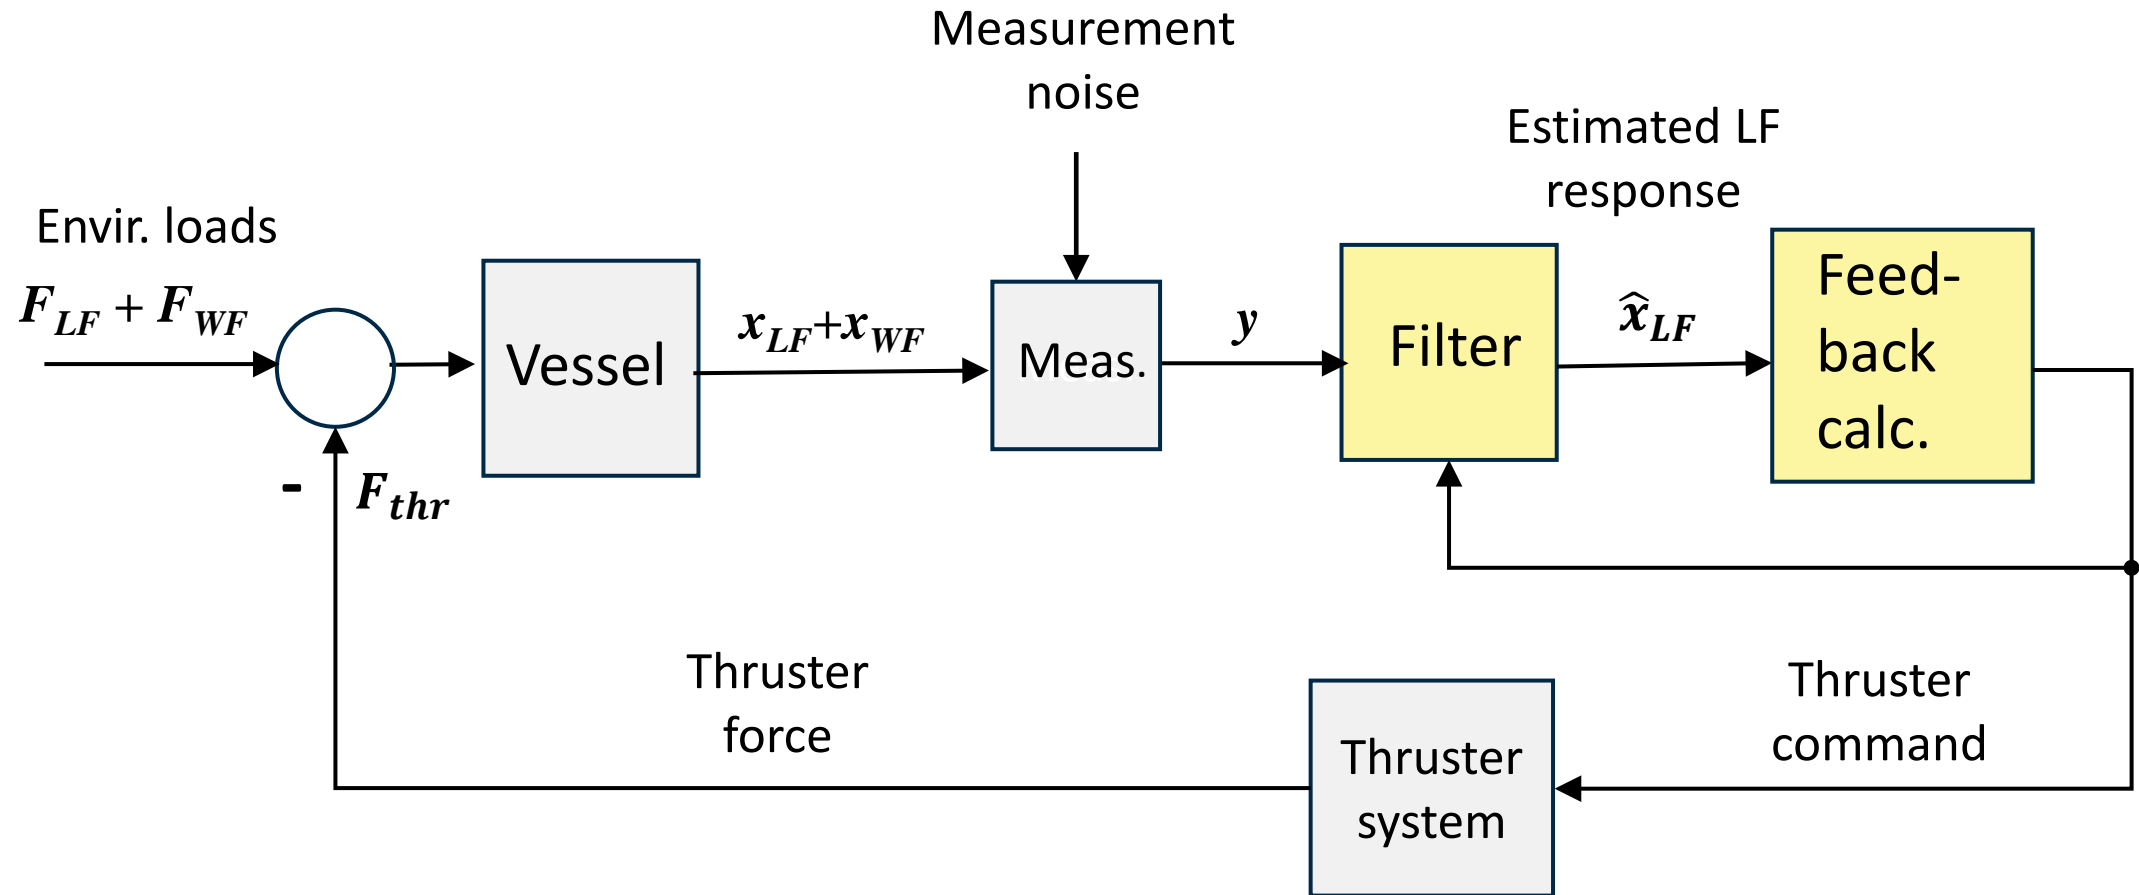 Measurement
noise
Estimated LF
response
Envir. loads
F_LF + F_WF
Vessel
x_LF+x_WF
Meas.
y
Filter
x̂_LF
Feed-
back
calc.
-
F_thr
Thruster
force
Thruster
system
Thruster
command